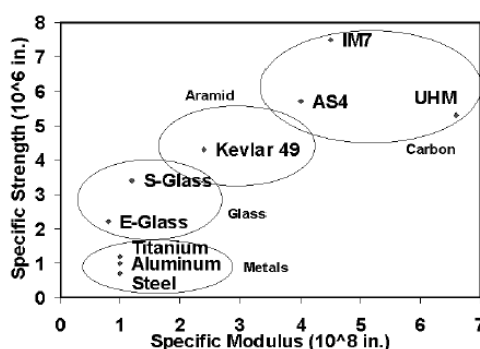 Specific Strength (10^6 in.)
8
7
6
5
4
3
2
1
0
IM7
AS4
UHM
Carbon
Aramid
Kevlar 49
S-Glass
Glass
E-Glass
Titanium
Aluminum
Metals
Steel
0 1 2 3 4 5 6 7
Specific Modulus (10^8 in.)